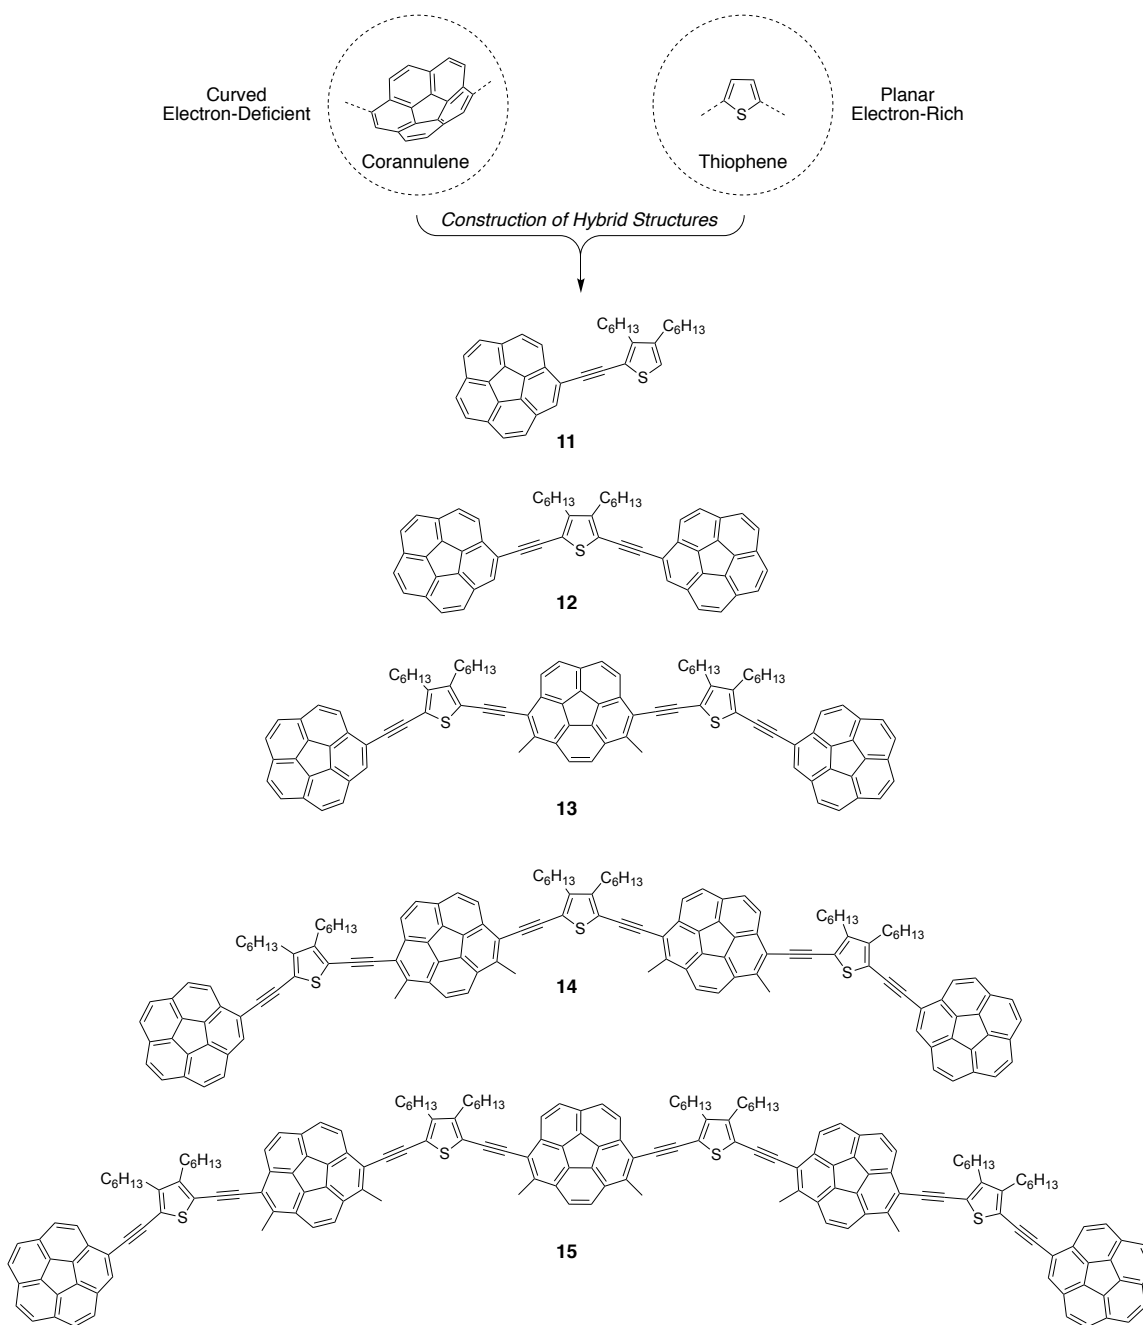 Curved
Electron-Deficient
Corannulene
S
Thiophene
Planar
Electron-Rich
Construction of Hybrid Structures
C6H13 C6H13
S
11
C6H13 C6H13
S
12
C6H13 C6H13 C6H13 C6H13
S S
13
C6H13 C6H13
C6H13 C6H13 S C6H13 C6H13
S S
14
C6H13 C6H13 C6H13 C6H13
C6H13 C6H13 S S C6H13 C6H13
S S
15